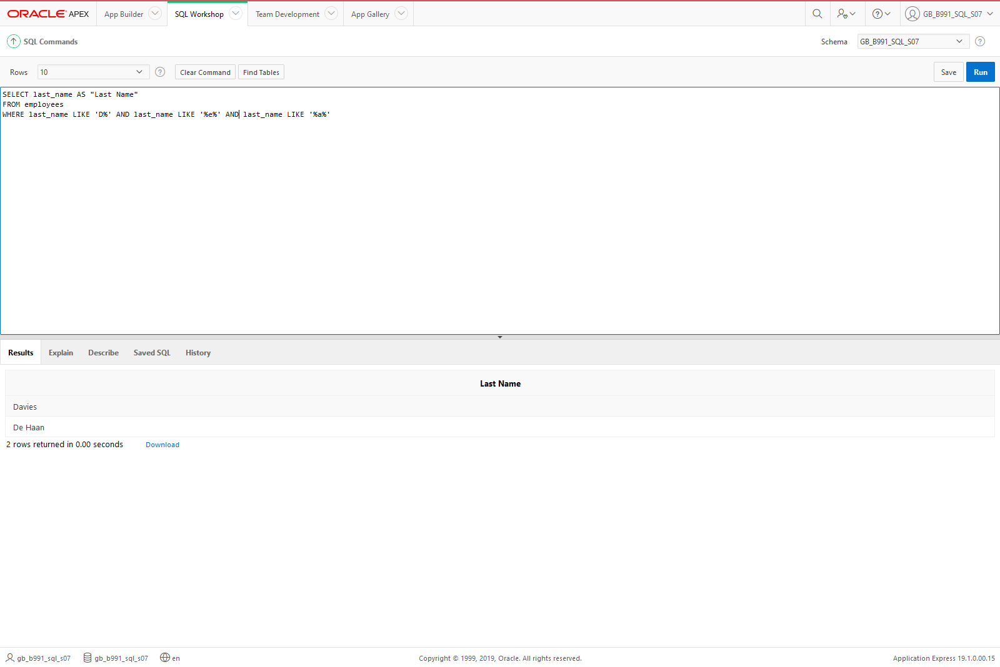 ORACLE APEX App Builder SQL Workshop Team Development App Gallery GB_B991_SQL_S07
SQL Commands Schema GB_B991_SQL_S07
Rows 10 Clear Command Find Tables Save Run
SELECT last_name AS "Last Name"
FROM employees
WHERE last_name LIKE 'D%' AND last_name LIKE '%e%' AND last_name LIKE '%a%'
Results Explain Describe Saved SQL History
Last Name
Davies
De Haan
2 rows returned in 0.00 seconds Download
gb_b991_sql_s07 gb_b991_sql_s07 en Copyright © 1999, 2019, Oracle. All rights reserved. Application Express 19.1.0.00.15